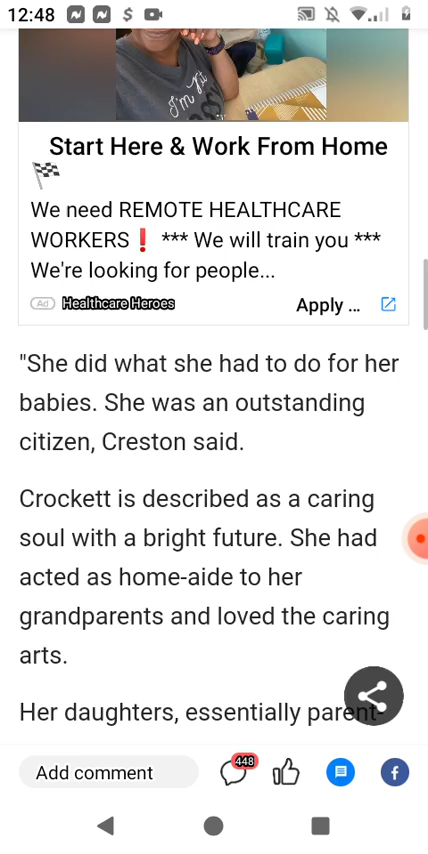 12:48
I'm
Start Here & Work From Home
🏁
We need REMOTE HEALTHCARE
WORKERS❗ *** We will train you ***
We're looking for people...
Ad Healthcare Heroes Apply ...
"She did what she had to do for her
babies. She was an outstanding
citizen, Creston said.
Crockett is described as a caring
soul with a bright future. She had
acted as home-aide to her
grandparents and loved the caring
arts.
Her daughters, essentially parent-
Add comment 448